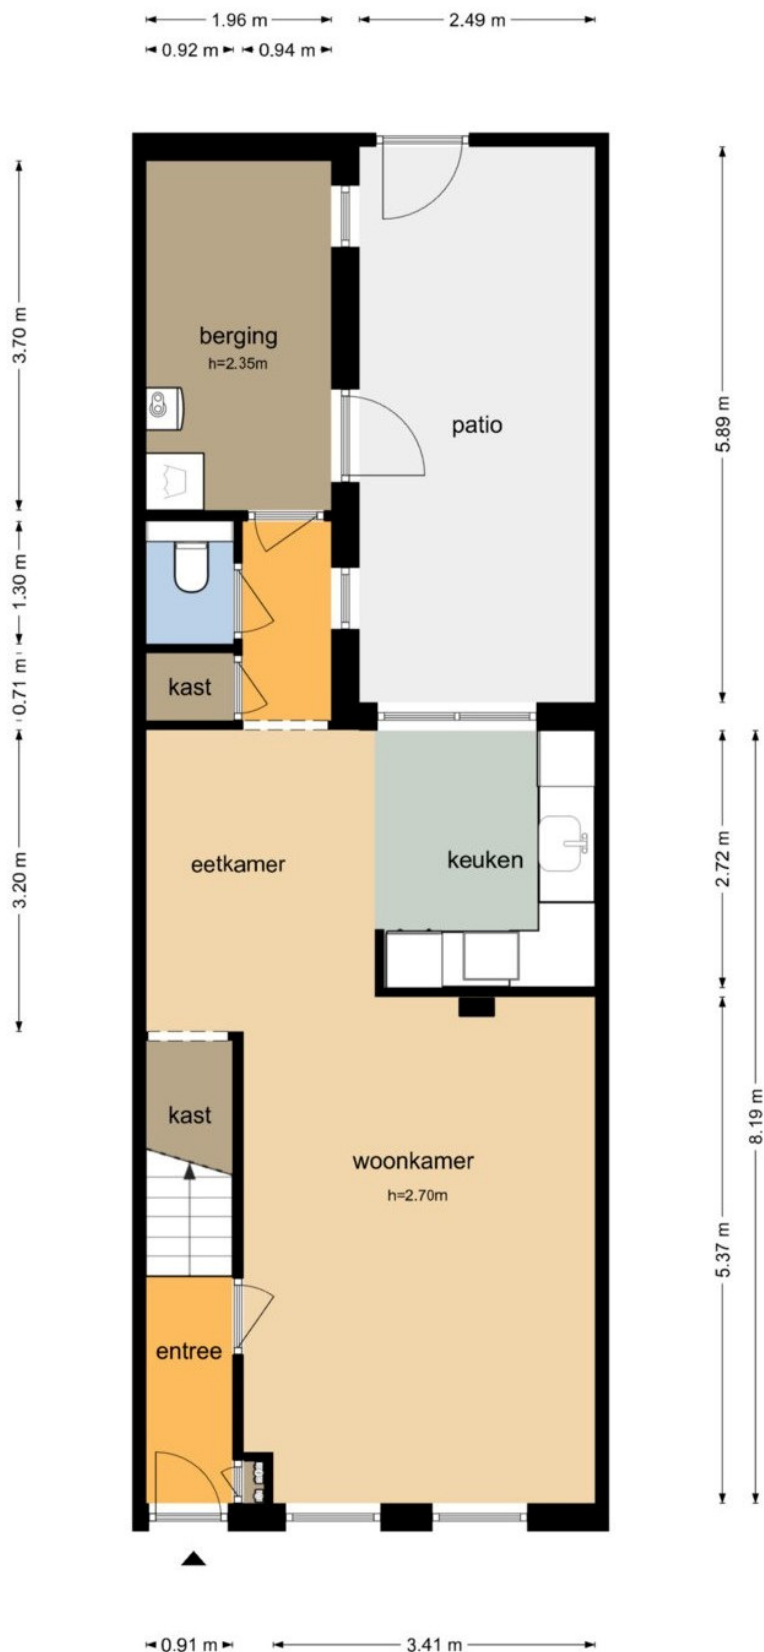 1.96 m
2.49 m
0.92 m
0.94 m
berging
h=2.35m
3.70 m
patio
5.89 m
1.30 m
kast
0.71 m
eetkamer
keuken
3.20 m
2.72 m
8.19 m
kast
woonkamer
h=2.70m
5.37 m
entree
0.91 m
3.41 m